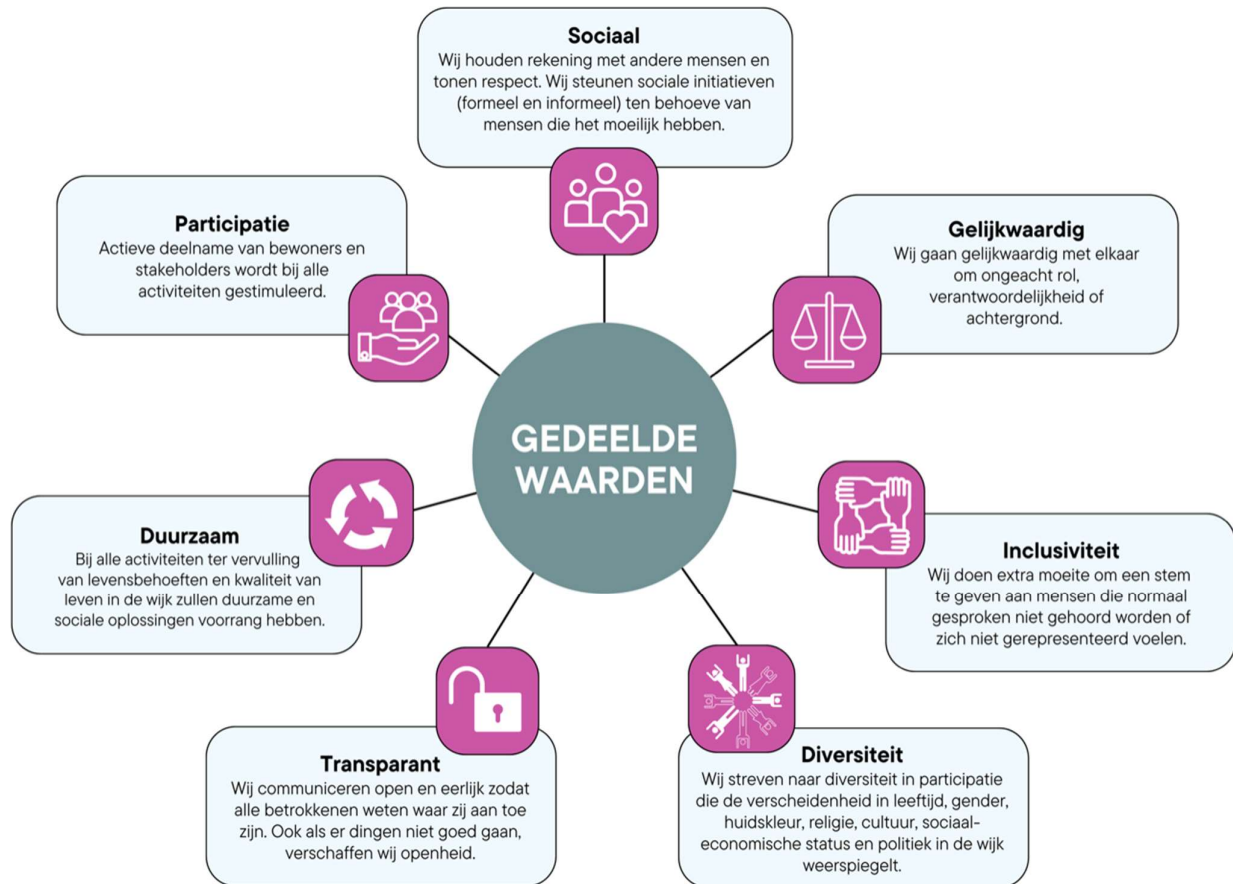 Sociaal
Wij houden rekening met andere mensen en
tonen respect. Wij steunen sociale initiatieven
(formeel en informeel) ten behoeve van
mensen die het moeilijk hebben.
Participatie
Actieve deelname van bewoners en
stakeholders wordt bij alle
activiteiten gestimuleerd.
Gelijkwaardig
Wij gaan gelijkwaardig met elkaar
om ongeacht rol,
verantwoordelijkheid of
achtergrond.
GEDEELDE
WAARDEN
Duurzaam
Bij alle activiteiten ter vervulling
van levensbehoeften en kwaliteit van
leven in de wijk zullen duurzame en
sociale oplossingen voorrang hebben.
Inclusiviteit
Wij doen extra moeite om een stem
te geven aan mensen die normaal
gesproken niet gehoord worden of
zich niet gerepresenteerd voelen.
Transparant
Wij communiceren open en eerlijk zodat
alle betrokkenen weten waar zij aan toe
zijn. Ook als er dingen niet goed gaan,
verschaffen wij openheid.
Diversiteit
Wij streven naar diversiteit in participatie
die de verscheidenheid in leeftijd, gender,
huidskleur, religie, cultuur, sociaal-
economische status en politiek in de wijk
weerspiegelt.